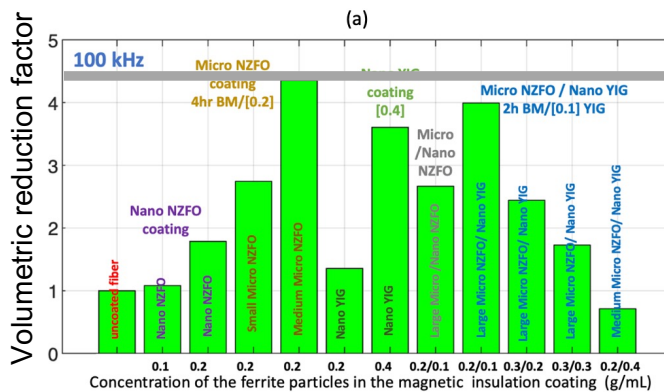 (a)
Volumetric reduction factor
5
4
3
2
1
0
100 kHz
Micro NZFO
coating
4hr BM/[0.2]
Nano YIG
coating
[0.4]
Micro NZFO / Nano YIG
2h BM/[0.1] YIG
Micro
/Nano
NZFO
Nano NZFO
coating
uncoated fiber
Nano NZFO
Nano NZFO
Small Micro NZFO
Medium Micro NZFO
Nano YIG
Nano YIG
Large Micro /Nano NZFO
Large Micro NZFO/ Nano YIG
Large Micro NZFO/ Nano YIG
Large Micro NZFO/ Nano YIG
Medium Micro NZFO/ Nano YIG
0.1 0.2 0.2 0.2 0.2 0.4 0.2/0.1 0.2/0.1 0.3/0.2 0.3/0.3 0.2/0.4
Concentration of the ferrite particles in the magnetic insulation coating (g/mL)